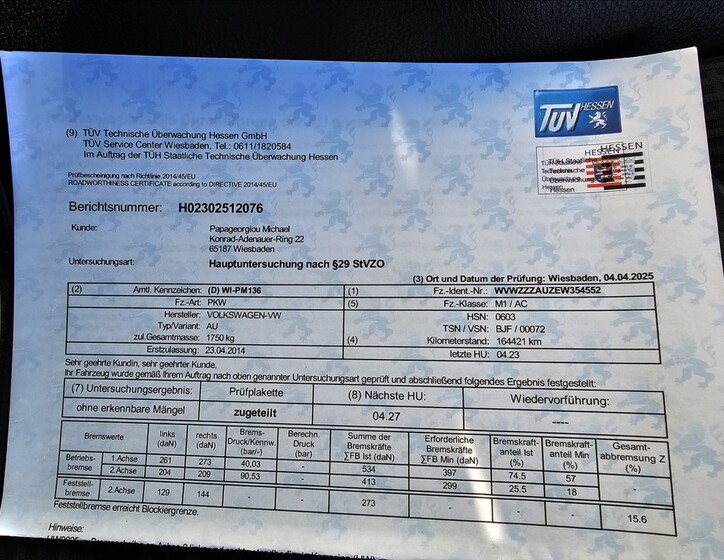 TÜV HESSEN
HESSEN
(9) TÜV Technische Überwachung Hessen GmbH
TÜV Service Center Wiesbaden, Tel.: 0611/1820584
Im Auftrag der TÜH Staatliche Technische Überwachung Hessen
Prüfbescheinigung nach Richtlinie 2014/45/EU
ROADWORTHINESS CERTIFICATE according to DIRECTIVE 2014/45/EU
Berichtsnummer: H02302512076
Kunde: Papageorgiou Michael
Konrad-Adenauer-Ring 22
65187 Wiesbaden
Untersuchungsart: Hauptuntersuchung nach §29 StVZO
(3) Ort und Datum der Prüfung: Wiesbaden, 04.04.2025
(2) Amtl. Kennzeichen: (D) WI-PM136 (1) Fz.-Ident.-Nr.: WVWZZZAUZEW354552
Fz.-Art: PKW (5) Fz.-Klasse: M1 / AC
Hersteller: VOLKSWAGEN-VW HSN: 0603
Typ/Variant: AU TSN / VSN: BJF / 00072
zul.Gesamtmasse: 1750 kg (4) Kilometerstand: 164421 km
Erstzulassung: 23.04.2014 letzte HU: 04.23
Sehr geehrte Kundin, sehr geehrter Kunde,
Ihr Fahrzeug wurde gemäß Ihrem Auftrag nach oben genannter Untersuchungsart geprüft und abschließend folgendes Ergebnis festgestellt:
(7) Untersuchungsergebnis: Prüfplakette (8) Nächste HU: Wiedervorführung:
ohne erkennbare Mängel zugeteilt 04.27 ----
Bremswerte links (daN) rechts (daN) Brems-Druck/Kennw. (bar/-) Berechn. Druck (bar) Summe der Bremskräfte ∑FB Ist (daN) Erforderliche Bremskräfte ∑FB Min (daN) Bremskraft-anteil Ist (%) Bremskraft-anteil Min (%) Gesamt-abbremsung Z (%)
Betriebs-bremse 1.Achse 261 273 40,03 - 534 397 74.5 57
2.Achse 204 209 90,53 - 413 299 25.5 18
Feststell-bremse 2.Achse 129 144 - 273 - - - 15.6
Feststellbremse erreicht Blockiergrenze.
Hinweise: